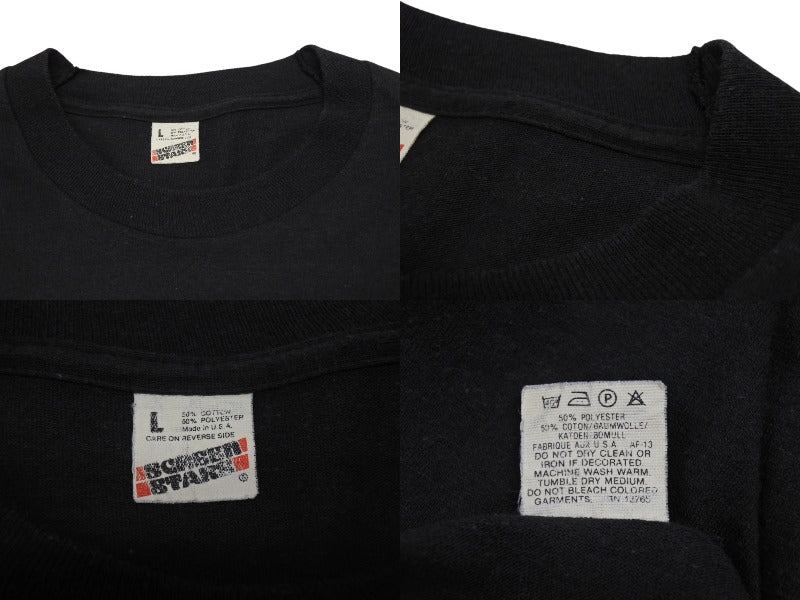 L
L 50% COTTON
50% POLYESTER
Made in U.S.A.
CARE ON REVERSE SIDE
SCREEN
STARS
®
50% POLYESTER
50% COTON/BAUMWOLLE/
KATOEN-BOMULL
FABRIQUE AUX U.S.A. AF-13
DO NOT DRY CLEAN OR
IRON IF DECORATED.
MACHINE WASH WARM.
TUMBLE DRY MEDIUM.
DO NOT BLEACH COLORED
GARMENTS. RN 13765